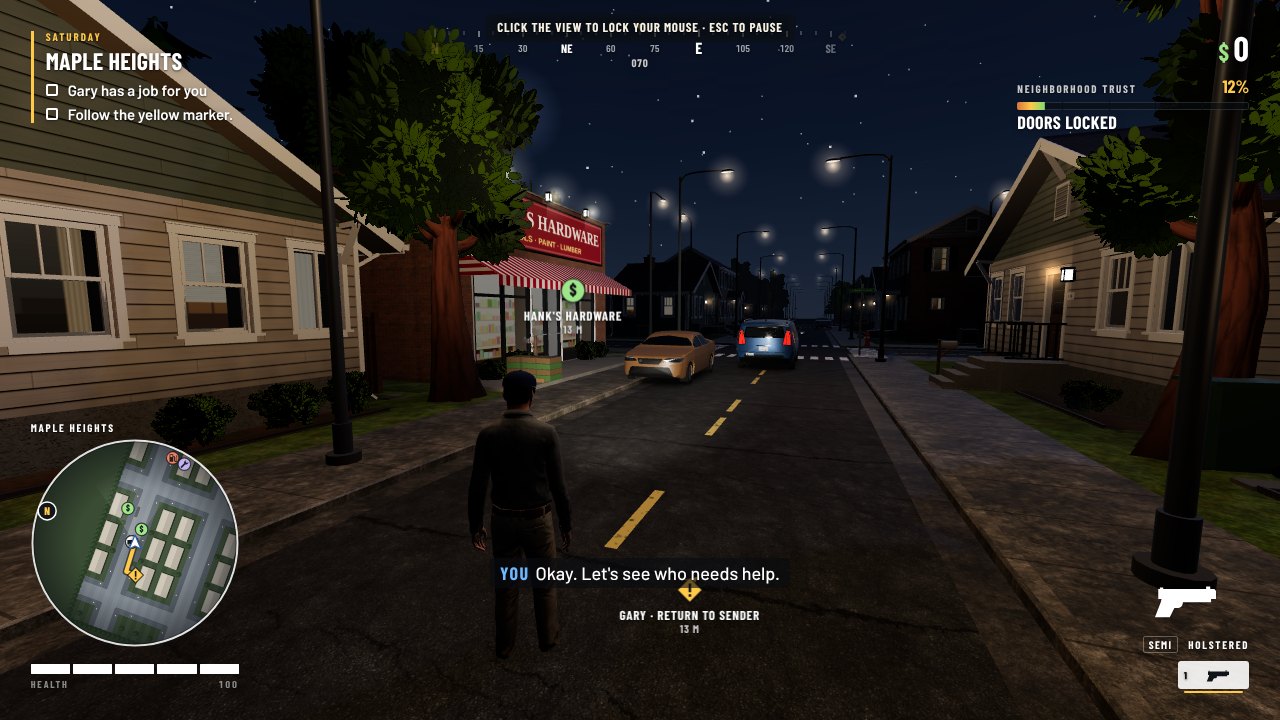 CLICK THE VIEW TO LOCK YOUR MOUSE · ESC TO PAUSE
N 15 30 NE 60 75 E 105 120 SE
070
SATURDAY
MAPLE HEIGHTS
Gary has a job for you
Follow the yellow marker.
$ 0
NEIGHBORHOOD TRUST 12%
DOORS LOCKED
S HARDWARE
LS · PAINT · LUMBER
$
HANK'S HARDWARE
13 M
MAPLE HEIGHTS
N
$
$
!
YOU Okay. Let's see who needs help.
!
GARY · RETURN TO SENDER
13 M
SEMI HOLSTERED
1
HEALTH 100